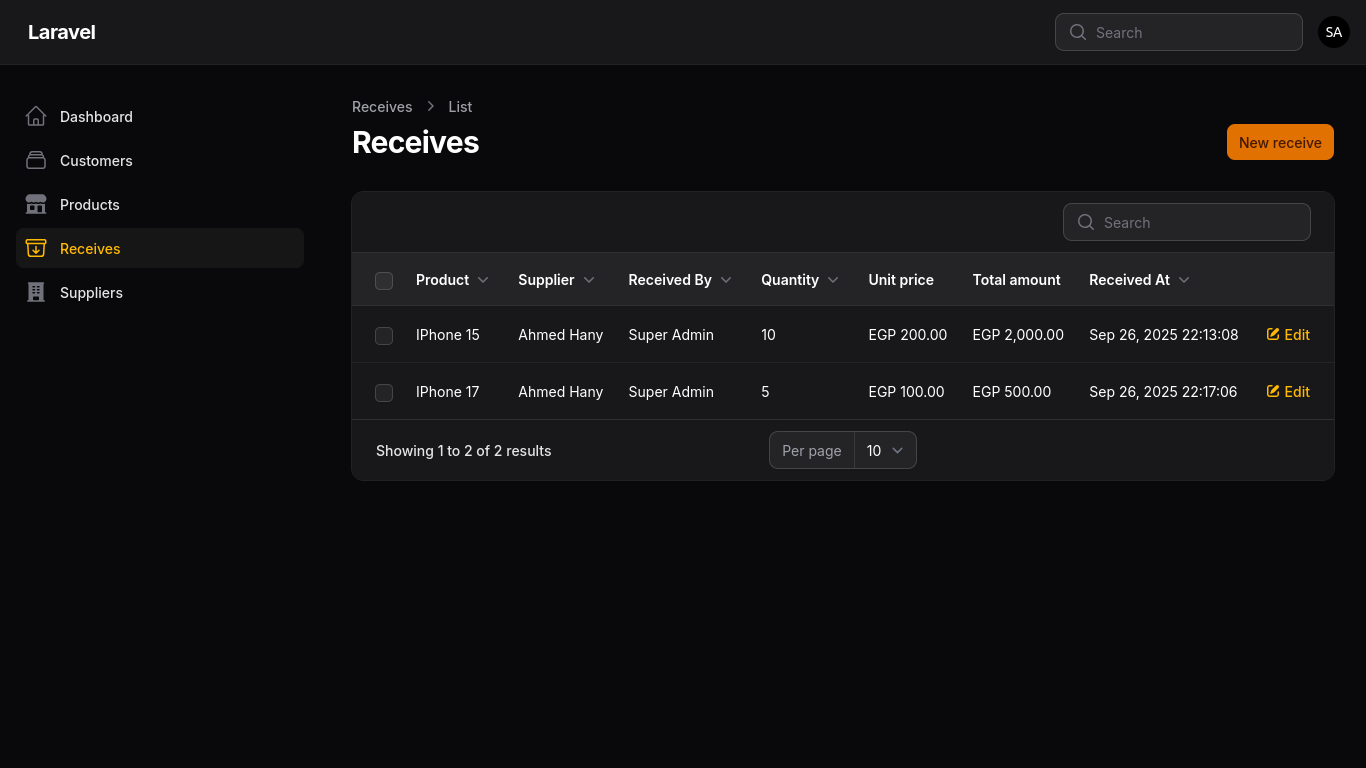 Laravel
Search
SA
Dashboard
Customers
Products
Receives
Suppliers
Receives List
Receives
New receive
Search
Product Supplier Received By Quantity Unit price Total amount Received At
IPhone 15 Ahmed Hany Super Admin 10 EGP 200.00 EGP 2,000.00 Sep 26, 2025 22:13:08 Edit
IPhone 17 Ahmed Hany Super Admin 5 EGP 100.00 EGP 500.00 Sep 26, 2025 22:17:06 Edit
Showing 1 to 2 of 2 results Per page 10